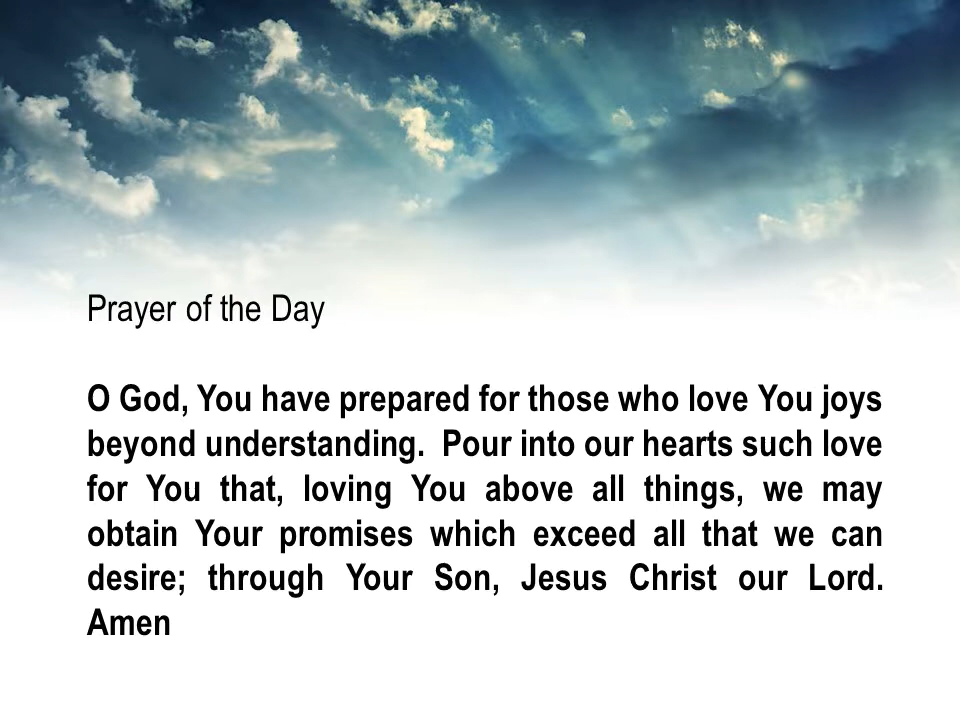 Prayer of the Day
O God, You have prepared for those who love You joys
beyond understanding.  Pour into our hearts such love
for You that, loving You above all things, we may
obtain Your promises which exceed all that we can
desire; through Your Son, Jesus Christ our Lord.
Amen